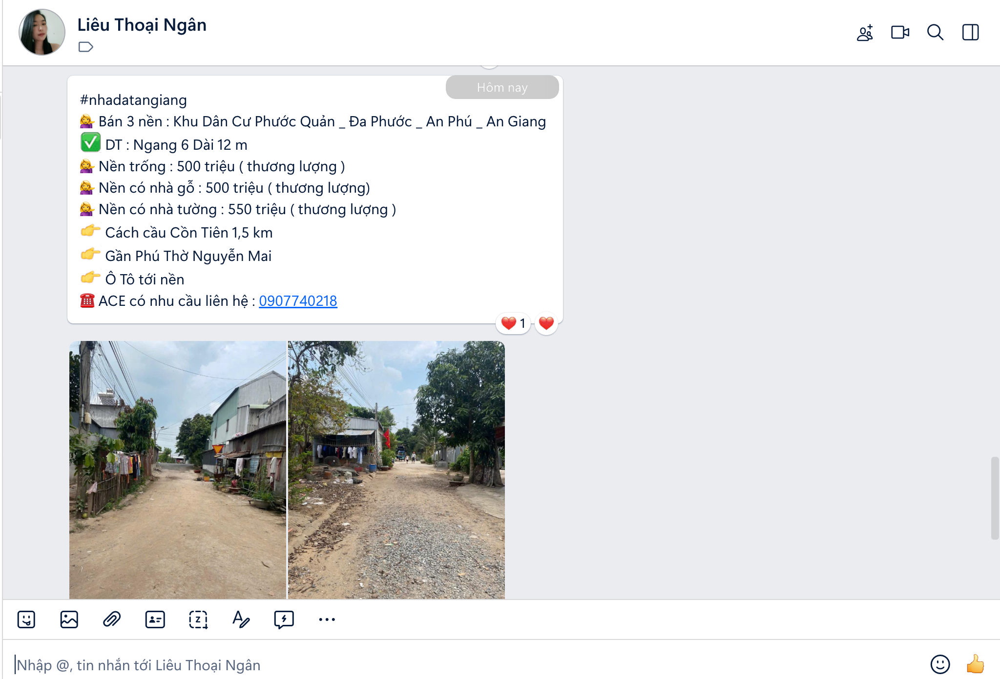 Liêu Thoại Ngân
Hôm nay
#nhadatangiang
Bán 3 nền : Khu Dân Cư Phước Quản _ Đa Phước _ An Phú _ An Giang
DT : Ngang 6 Dài 12 m
Nền trống : 500 triệu ( thương lượng )
Nền có nhà gỗ : 500 triệu ( thương lượng)
Nền có nhà tường : 550 triệu ( thương lượng )
Cách cầu Cồn Tiên 1,5 km
Gần Phú Thờ Nguyễn Mai
Ô Tô tới nền
ACE có nhu cầu liên hệ : 0907740218
1
Nhập @, tin nhắn tới Liêu Thoại Ngân